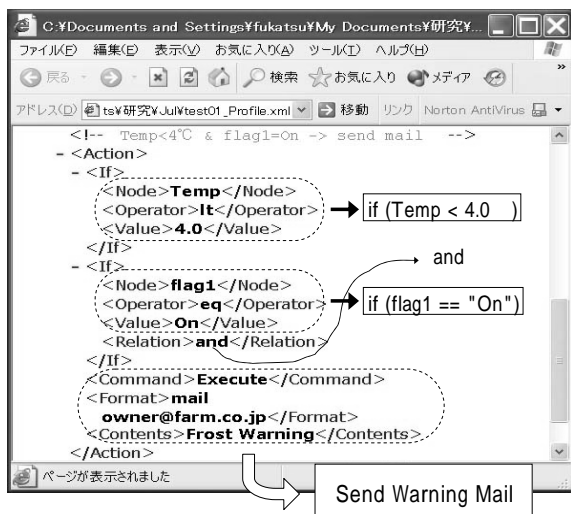 C:¥Documents and Settings¥fukatsu¥My Documents¥研究¥...
ファイル(F) 編集(E) 表示(V) お気に入り(A) ツール(T) ヘルプ(H)
戻る 検索 お気に入り メディア »
アドレス(D) ts¥研究¥Jul¥test01_Profile.xml 移動 リンク Norton AntiVirus
<!-- Temp<4℃ & flag1=On -> send mail -->
- <Action>
- <If>
<Node>Temp</Node>
<Operator>lt</Operator>
<Value>4.0</Value>
if (Temp < 4.0 )
</If>
and
- <If>
<Node>flag1</Node>
<Operator>eq</Operator>
<Value>On</Value>
if (flag1 == "On")
<Relation>and</Relation>
</If>
<Command>Execute</Command>
<Format>mail
owner@farm.co.jp</Format>
<Contents>Frost Warning</Contents>
</Action>
ページが表示されました
Send Warning Mail